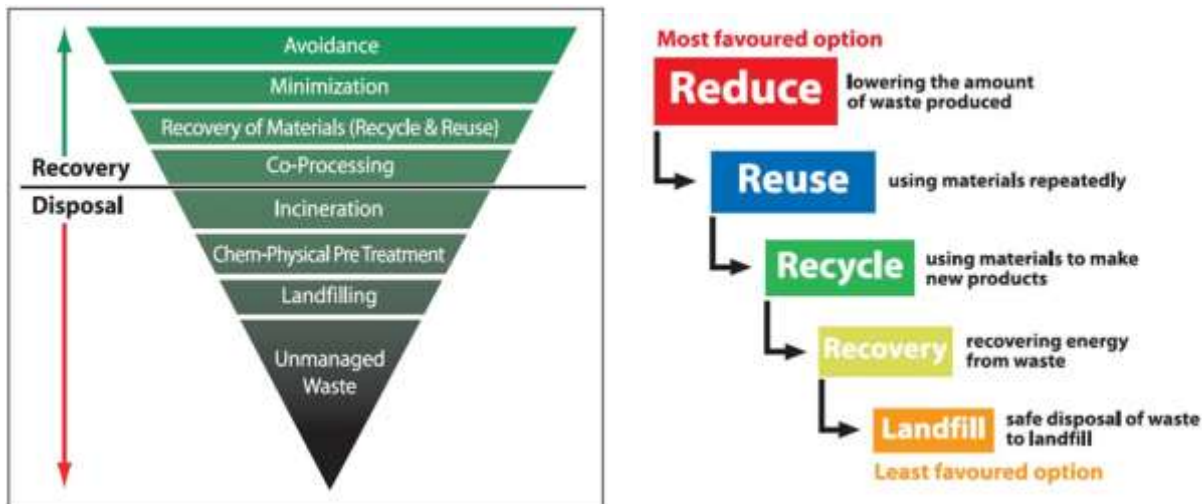 Avoidance
Minimization
Recovery of Materials (Recycle & Reuse)
Co-Processing
Recovery
Disposal
Incineration
Chem-Physical Pre Treatment
Landfilling
Unmanaged
Waste
Most favoured option
Reduce
lowering the amount
of waste produced
Reuse
using materials repeatedly
Recycle
using materials to make
new products
Recovery
recovering energy
from waste
Landfill
safe disposal of waste
to landfill
Least favoured option